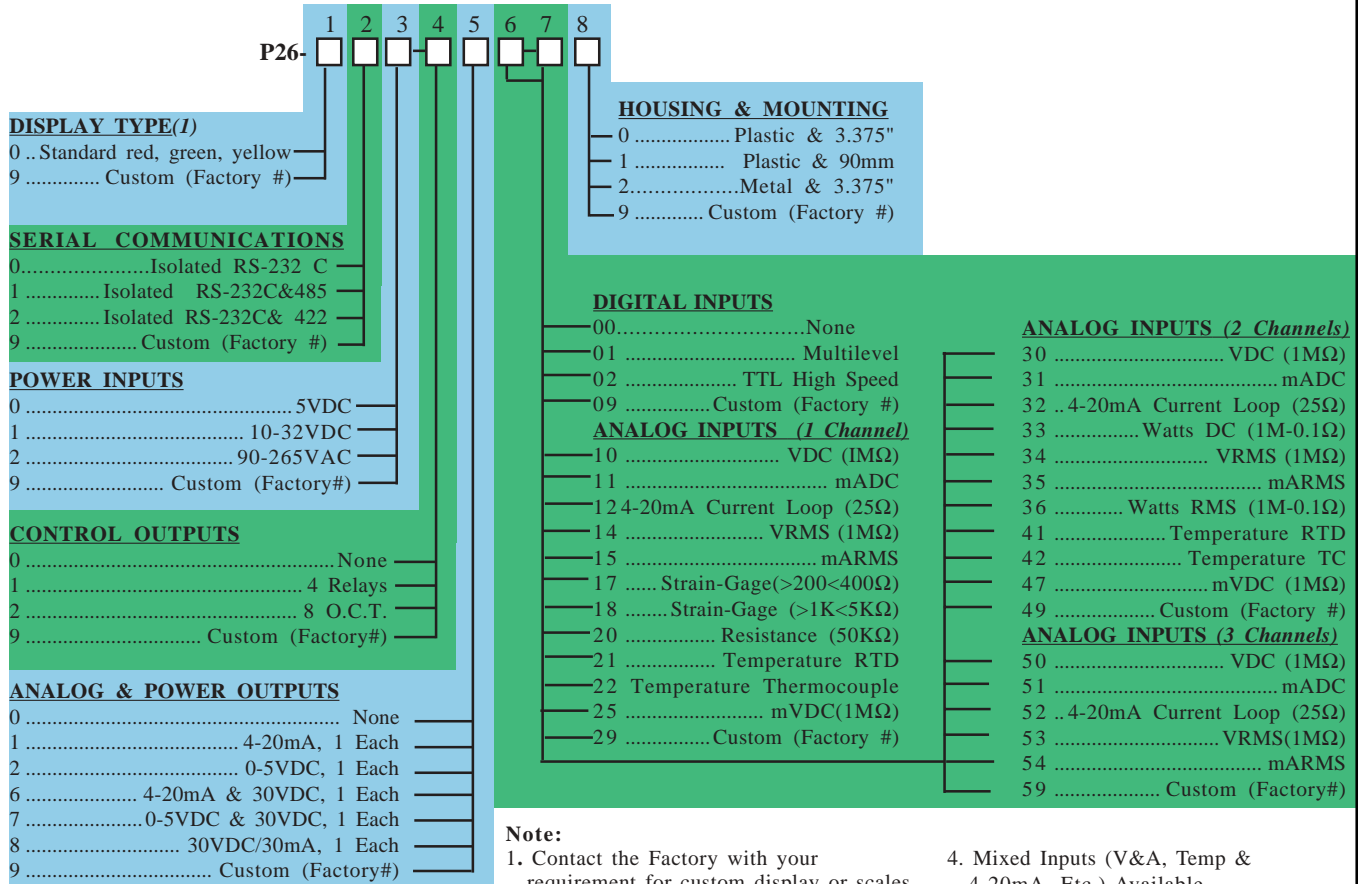 1 2 3 4 5 6 7 8
P26-
DISPLAY TYPE(1)
0 .. Standard red, green, yellow
9 .............. Custom (Factory #)
SERIAL COMMUNICATIONS
0......................Isolated RS-232 C
1 .............. Isolated RS-232C&485
2 .............. Isolated RS-232C& 422
9 ..................... Custom (Factory #)
POWER INPUTS
0 ......................................... 5VDC
1 .................................. 10-32VDC
2 ................................ 90-265VAC
9 ..................... Custom (Factory#)
CONTROL OUTPUTS
0 ............................................... None
1 .......................................... 4 Relays
2 .......................................... 8 O.C.T.
9 ........................... Custom (Factory#)
ANALOG & POWER OUTPUTS
0 ................................................ None
1 ................................ 4-20mA, 1 Each
2 ................................ 0-5VDC, 1 Each
6 ................. 4-20mA & 30VDC, 1 Each
7 ..................0-5VDC & 30VDC, 1 Each
8 ........................ 30VDC/30mA, 1 Each
9 ............................ Custom (Factory#)
HOUSING & MOUNTING
0 .................. Plastic & 3.375"
1 ................ Plastic & 90mm
2..................Metal & 3.375"
9 ............. Custom (Factory #)
DIGITAL INPUTS
00............................None
01 .......................... Multilevel
02 ..................... TTL High Speed
09 ................Custom (Factory #)
ANALOG INPUTS (1 Channel)
10 ........................ VDC (IMΩ)
11 ....................................... mADC
12 4-20mA Current Loop (25Ω)
14 ..................... VRMS (1MΩ)
15 ..................................... mARMS
17 ...... Strain-Gage(>200<400Ω)
18 ........Strain-Gage (>1K<5KΩ)
20 ................. Resistance (50KΩ)
21 ................. Temperature RTD
22 Temperature Thermocouple
25 ....................... mVDC(1MΩ)
29 ................Custom (Factory #)
ANALOG INPUTS (2 Channels)
30 .......................... VDC (1MΩ)
31 ....................................... mADC
32 .. 4-20mA Current Loop (25Ω)
33 ................Watts DC (1M-0.1Ω)
34 .......................... VRMS (1MΩ)
35 ..................................... mARMS
36 ............. Watts RMS (1M-0.1Ω)
41 ...................Temperature RTD
42 ...................... Temperature TC
47 .......................... mVDC (1MΩ)
49 ....................Custom (Factory #)
ANALOG INPUTS (3 Channels)
50 .......................... VDC (1MΩ)
51 ....................................... mADC
52 .. 4-20mA Current Loop (25Ω)
53 ............................VRMS(1MΩ)
54 ..................................... mARMS
59 .................... Custom (Factory#)
Note:
1. Contact the Factory with your
requirement for custom display or scales
4. Mixed Inputs (V&A, Temp &
4-20mA, Etc.) Available